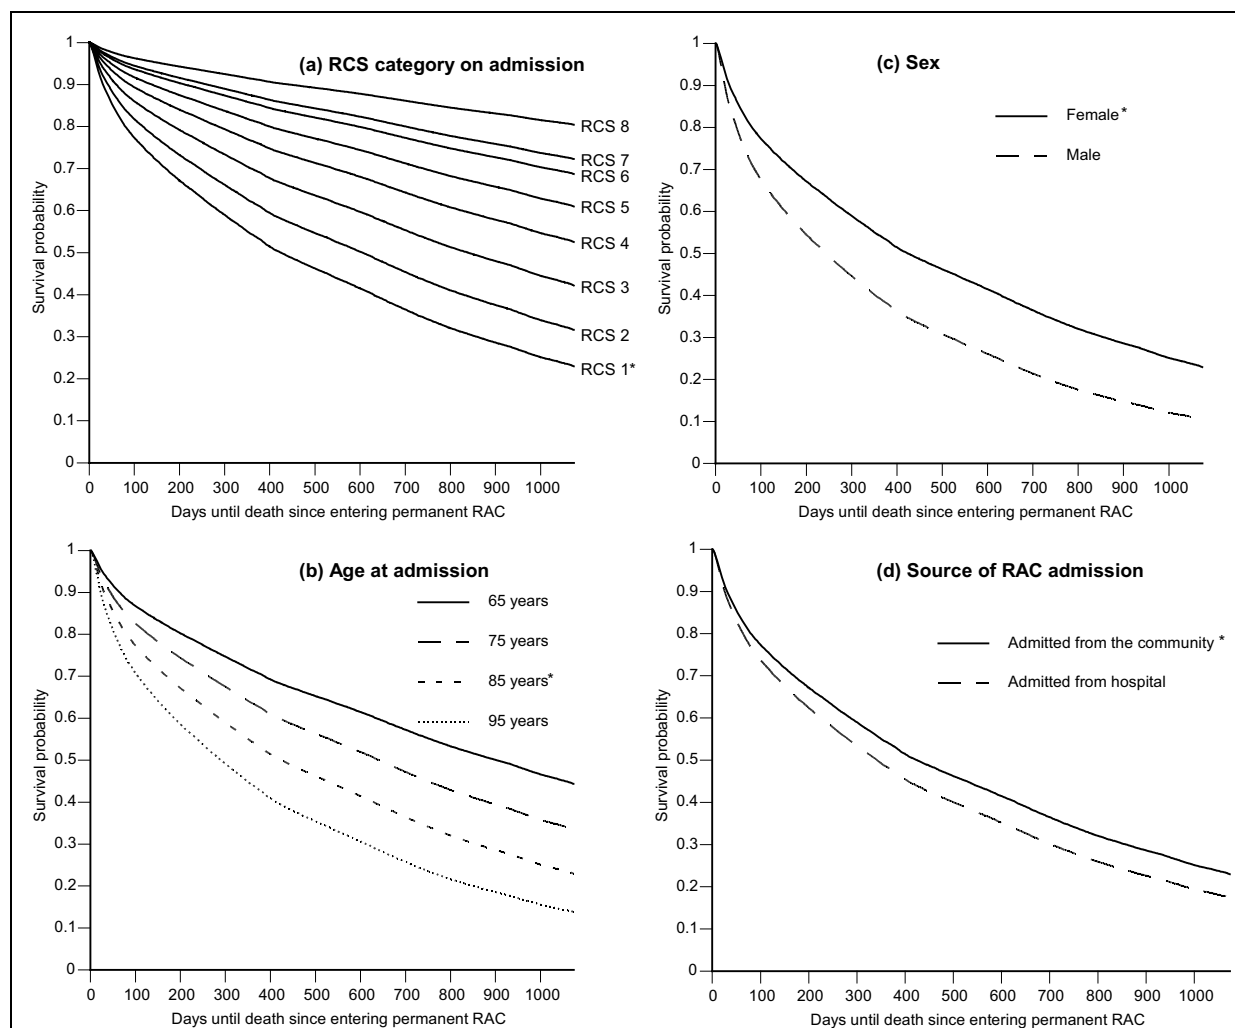 (a) RCS category on admission
Survival probability
1
0.9
0.8
0.7
0.6
0.5
0.4
0.3
0.2
0.1
0
RCS 8
RCS 7
RCS 6
RCS 5
RCS 4
RCS 3
RCS 2
RCS 1*
0 100 200 300 400 500 600 700 800 900 1000
Days until death since entering permanent RAC
(c) Sex
Female*
Male
Survival probability
1
0.9
0.8
0.7
0.6
0.5
0.4
0.3
0.2
0.1
0
0 100 200 300 400 500 600 700 800 900 1000
Days until death since entering permanent RAC
(b) Age at admission
65 years
75 years
85 years*
95 years
Survival probability
1
0.9
0.8
0.7
0.6
0.5
0.4
0.3
0.2
0.1
0
0 100 200 300 400 500 600 700 800 900 1000
Days until death since entering permanent RAC
(d) Source of RAC admission
Admitted from the community *
Admitted from hospital
Survival probability
1
0.9
0.8
0.7
0.6
0.5
0.4
0.3
0.2
0.1
0
0 100 200 300 400 500 600 700 800 900 1000
Days until death since entering permanent RAC